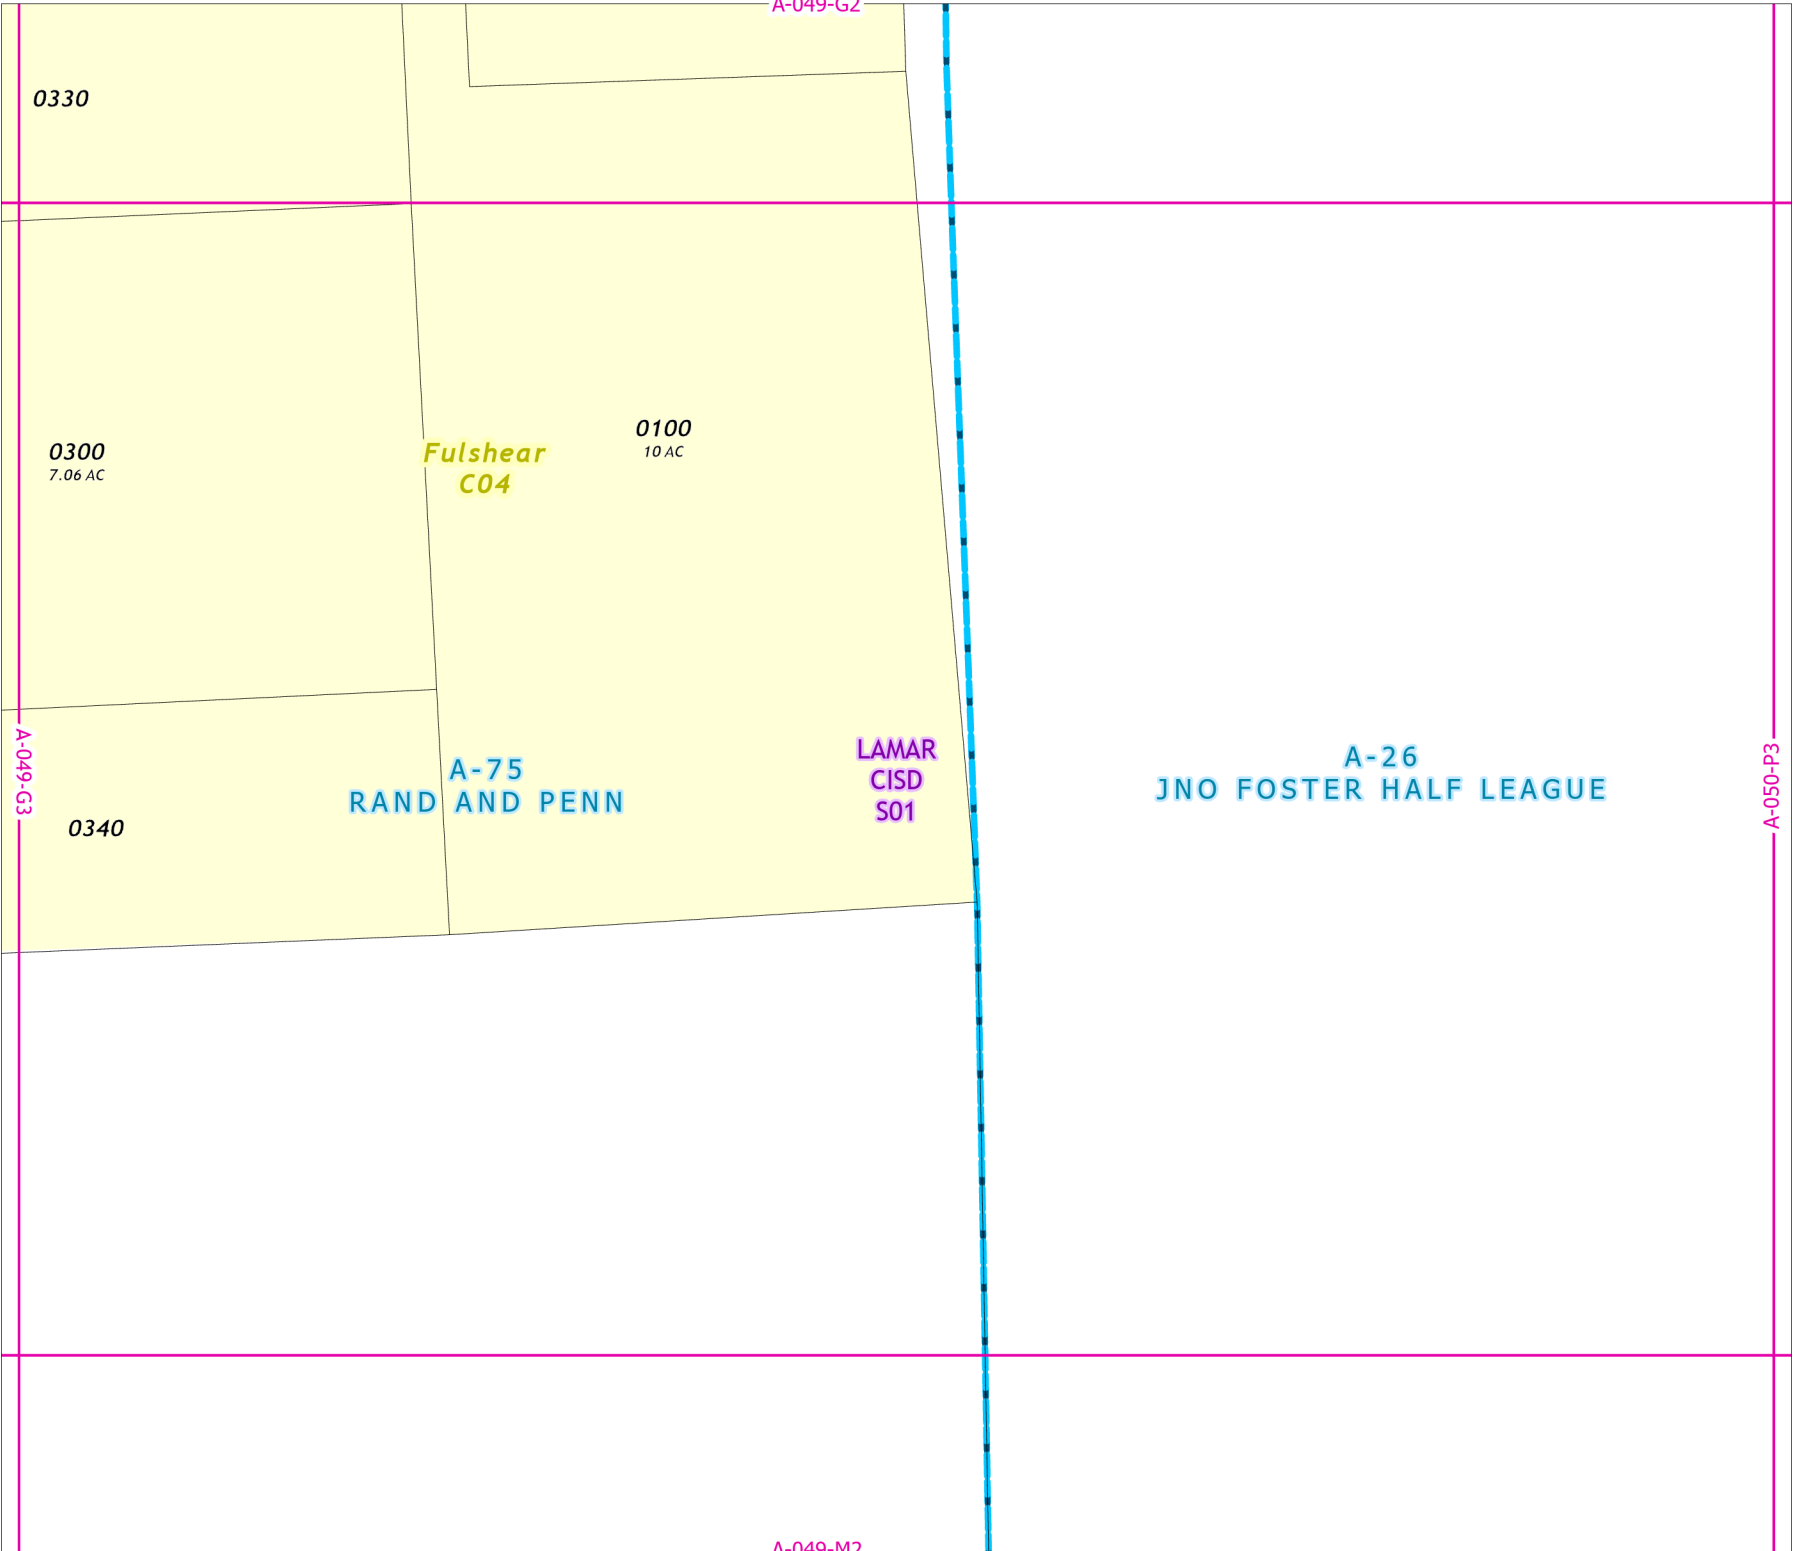 A-049-G2
0330
0100
10 AC
0300
7.06 AC
Fulshear
C04
A-049-G3
A-75
RAND AND PENN
0340
LAMAR
CISD
S01
A-26
JNO FOSTER HALF LEAGUE
A-050-P3
A-049-M2